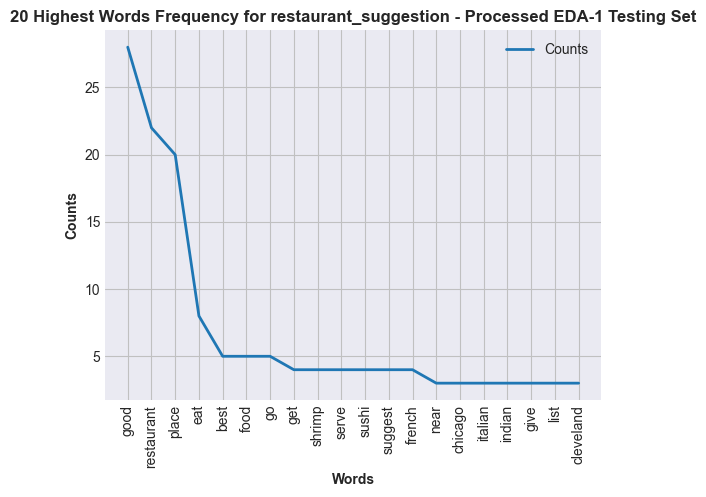 20 Highest Words Frequency for restaurant_suggestion - Processed EDA-1 Testing Set
Counts
Counts
25
20
15
10
5
good
restaurant
place
eat
best
food
go
get
shrimp
serve
sushi
suggest
french
near
chicago
italian
indian
give
list
cleveland
Words